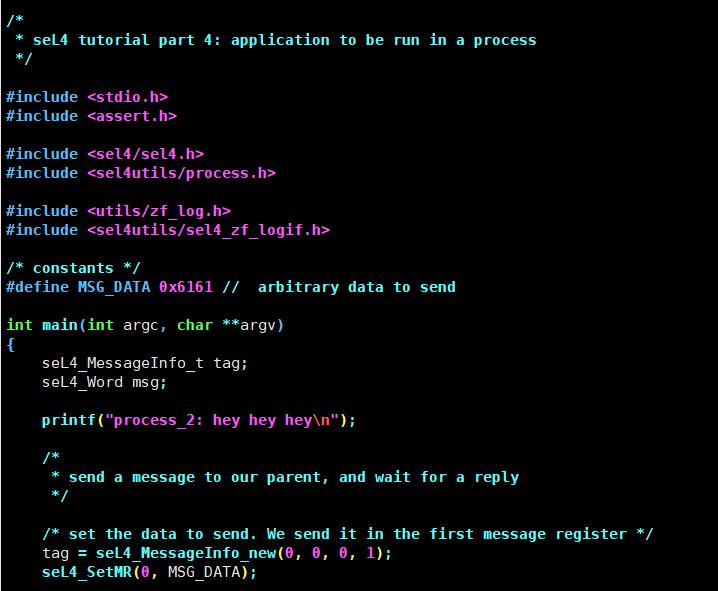 /*
 * seL4 tutorial part 4: application to be run in a process
 */
#include <stdio.h>
#include <assert.h>
#include <sel4/sel4.h>
#include <sel4utils/process.h>
#include <utils/zf_log.h>
#include <sel4utils/sel4_zf_logif.h>
/* constants */
#define MSG_DATA 0x6161 //  arbitrary data to send
int main(int argc, char **argv)
{
    seL4_MessageInfo_t tag;
    seL4_Word msg;
    printf("process_2: hey hey hey\n");
    /*
     * send a message to our parent, and wait for a reply
     */
    /* set the data to send. We send it in the first message register */
    tag = seL4_MessageInfo_new(0, 0, 0, 1);
    seL4_SetMR(0, MSG_DATA);